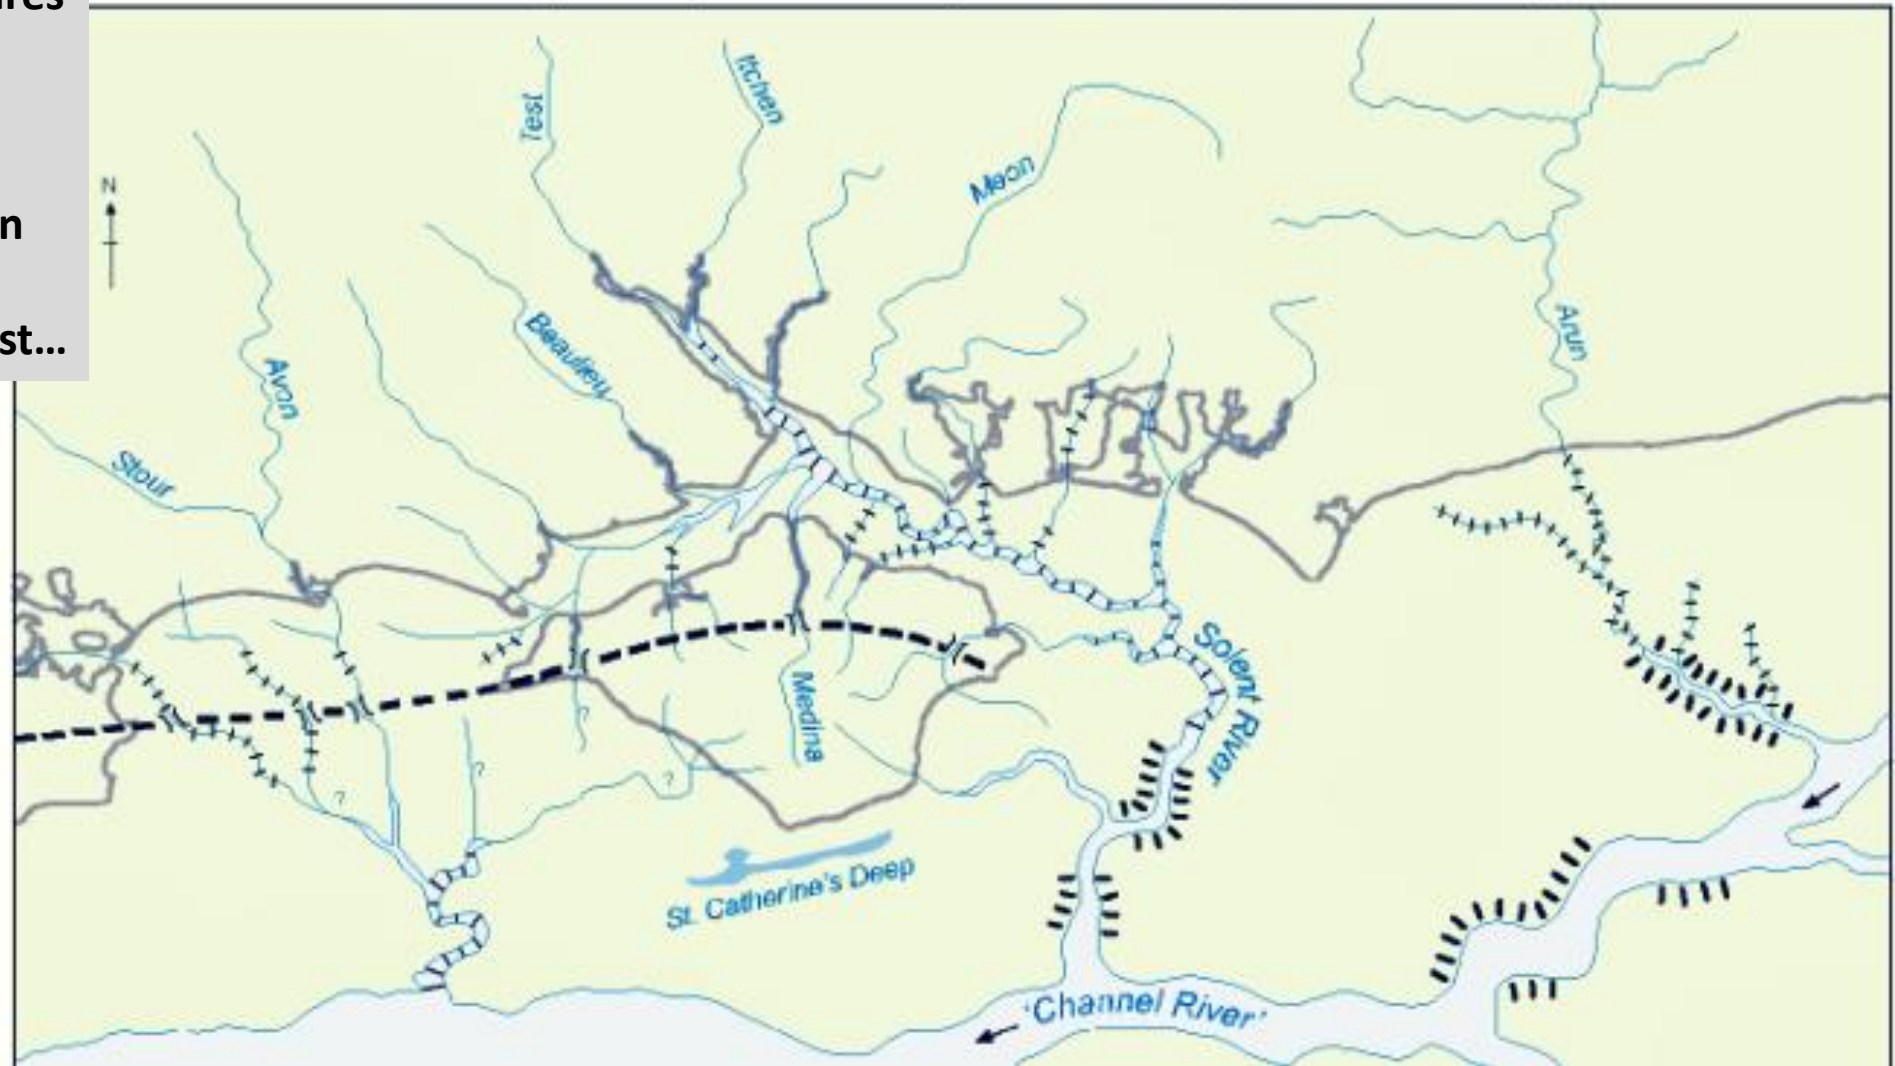 n
st...
N
Test
Itchen
Meon
Arun
Beaulieu
Avon
Stour
Solent River
Medina
?
?
?
?
St. Catherine's Deep
'Channel River'